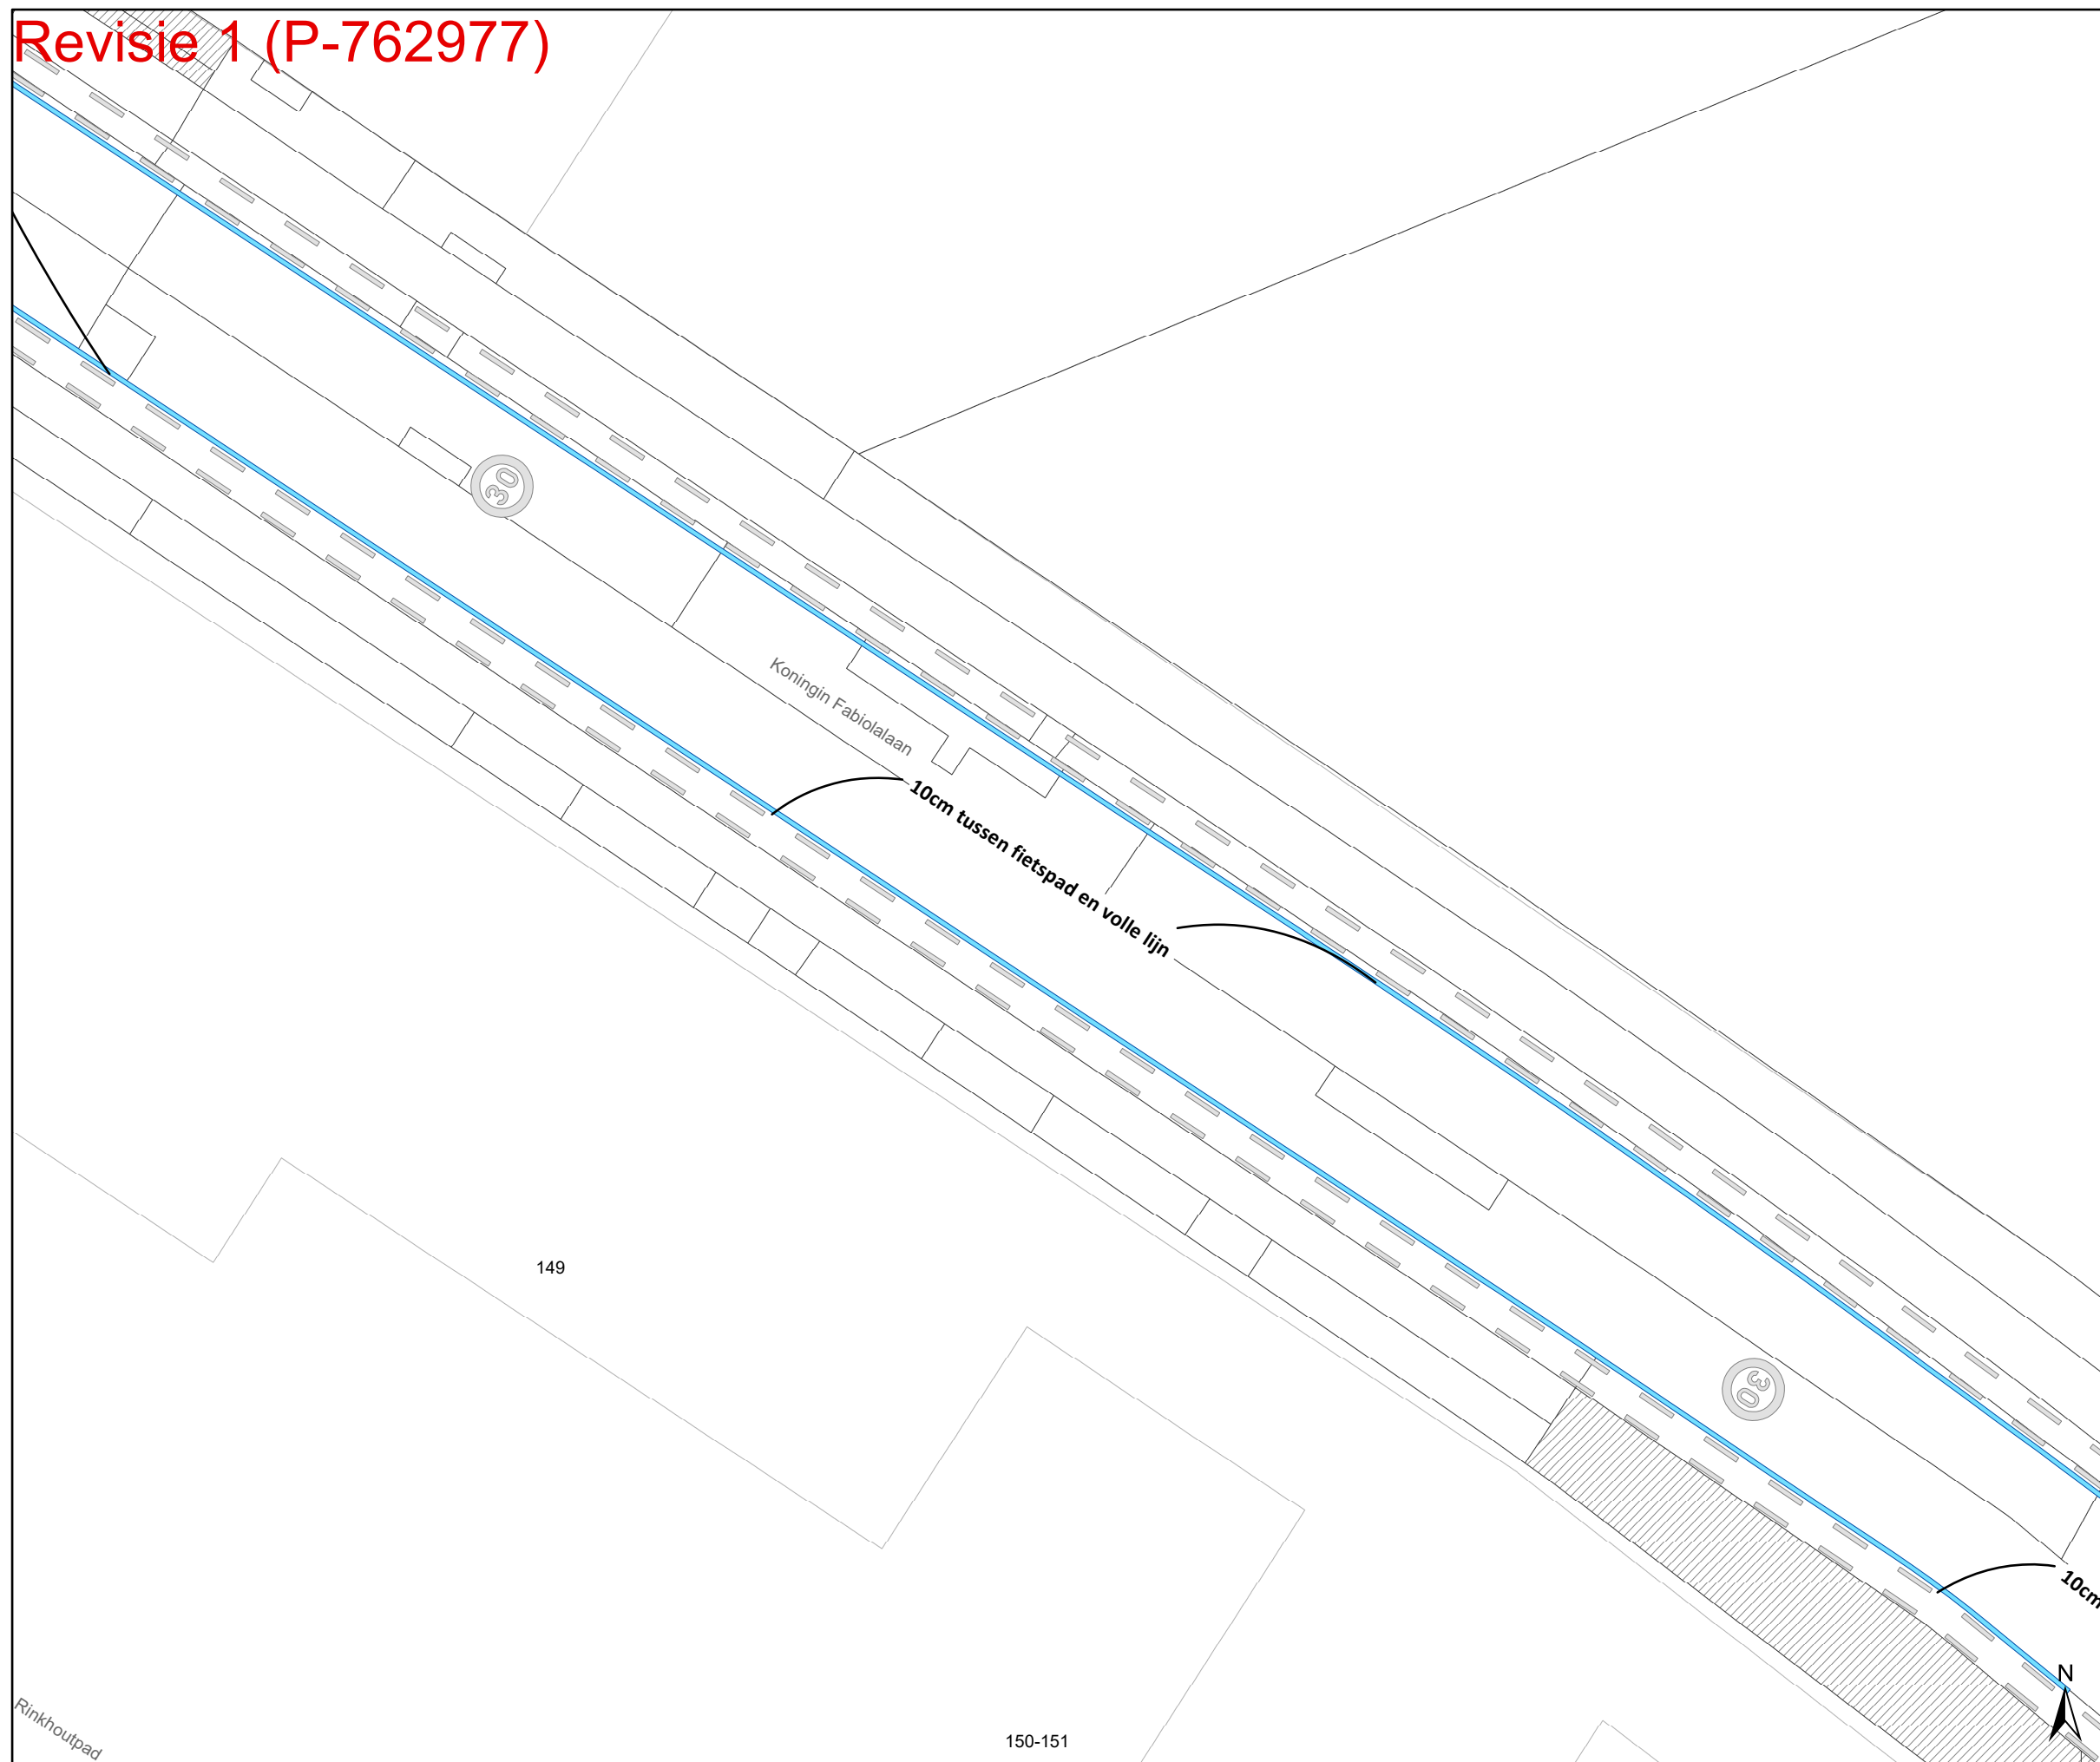 Revisie 1 (P-762977)
30
Koningin Fabiolalaan
10cm tussen fietspad en volle lijn
149
30
10cm
N
Rinkhoutpad
150-151